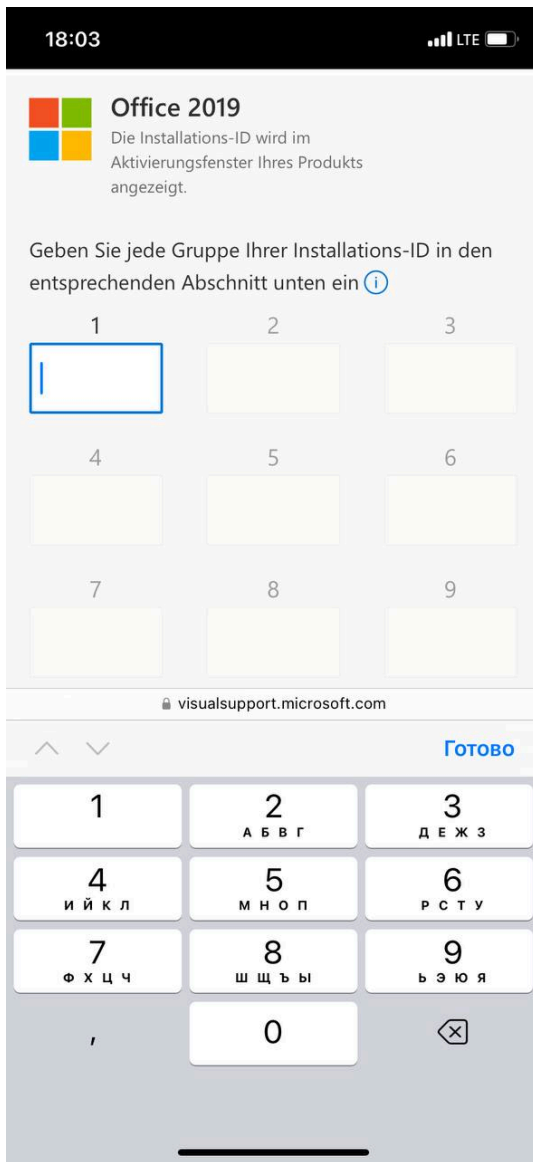 18:03 LTE
Office 2019
Die Installations-ID wird im
Aktivierungsfenster Ihres Produkts
angezeigt.
Geben Sie jede Gruppe Ihrer Installations-ID in den
entsprechenden Abschnitt unten ein
1 2 3
4 5 6
7 8 9
visualsupport.microsoft.com
Готово
1 2 3
А Б В Г Д Е Ж З
4 5 6
И Й К Л М Н О П Р С Т У
7 8 9
Ф Х Ц Ч Ш Щ Ъ Ы Ь Э Ю Я
, 0